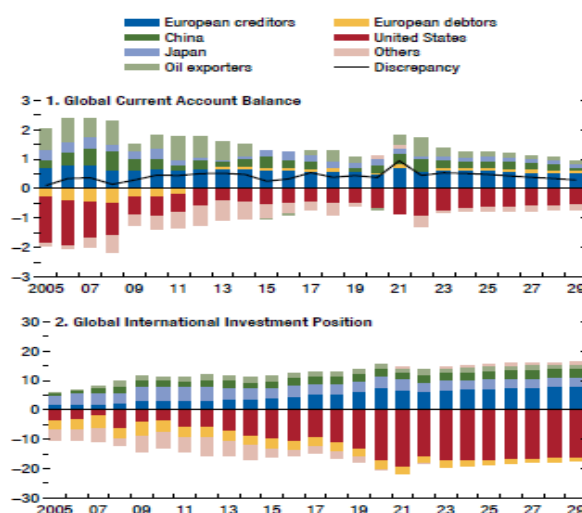 European creditors European debtors
China United States
Japan Others
Oil exporters Discrepancy
3 – 1. Global Current Account Balance
2
1
0
–1
–2
–3
2005 07 09 11 13 15 17 19 21 23 25 27 29
30 – 2. Global International Investment Position
20
10
0
–10
–20
–30
2005 07 09 11 13 15 17 19 21 23 25 27 29